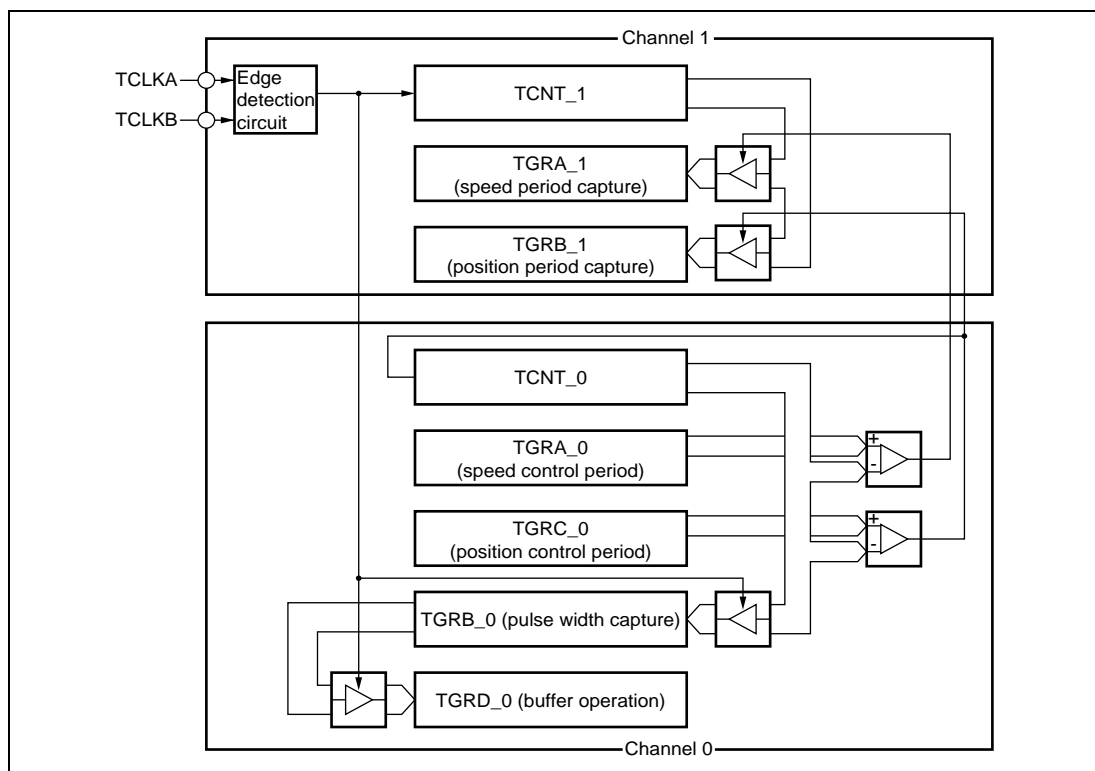 Channel 1
TCLKA
TCLKB
Edge
detection
circuit
TCNT_1
TGRA_1
(speed period capture)
TGRB_1
(position period capture)
TCNT_0
TGRA_0
(speed control period)
+
-
TGRC_0
(position control period)
+
-
TGRB_0 (pulse width capture)
TGRD_0 (buffer operation)
Channel 0